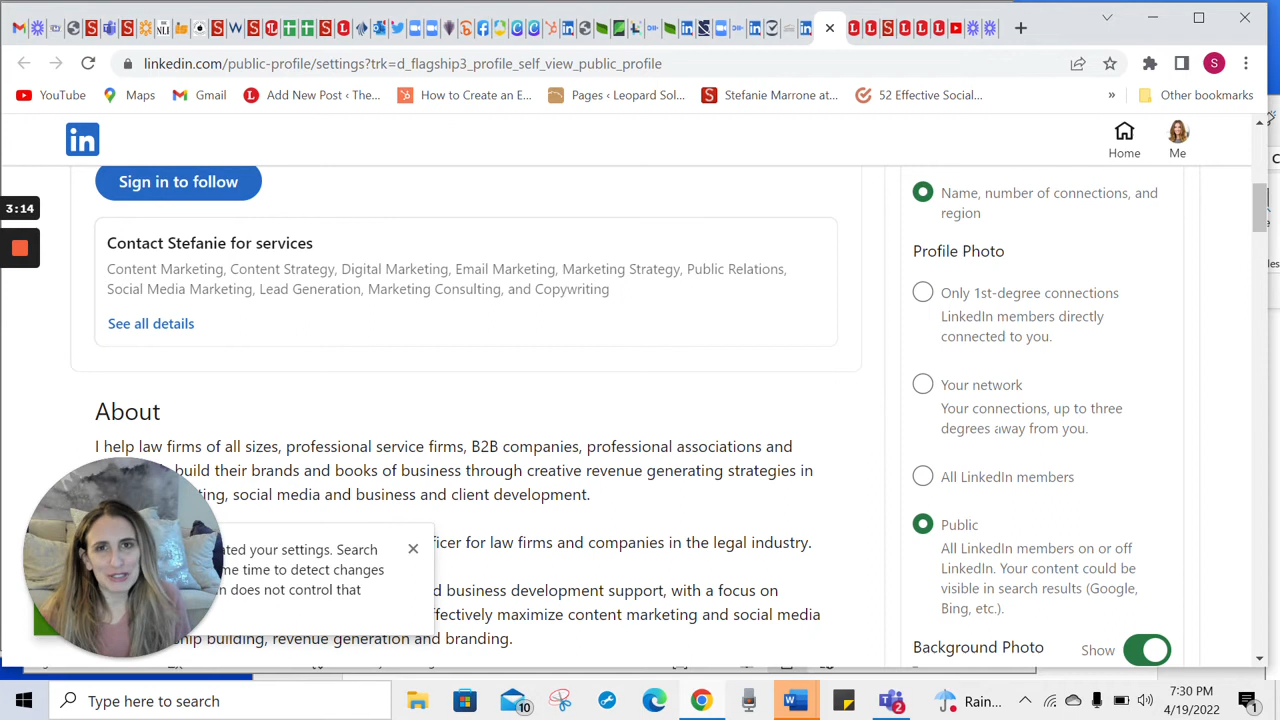 linkedin.com/public-profile/settings?trk=d_flagship3_profile_self_view_public_profile
S
YouTube
Maps
Gmail
Add New Post ‹ The...
How to Create an E...
Pages ‹ Leopard Sol...
Stefanie Marrone at...
52 Effective Social...
»
Other bookmarks
in
Home
Me
3:14
Sign in to follow
Contact Stefanie for services
Content Marketing, Content Strategy, Digital Marketing, Email Marketing, Marketing Strategy, Public Relations,
Social Media Marketing, Lead Generation, Marketing Consulting, and Copywriting
See all details
About
I help law firms of all sizes, professional service firms, B2B companies, professional associations and
build their brands and books of business through creative revenue generating strategies in
social media and business and client development.
for law firms and companies in the legal industry.
business development support, with a focus on
maximize content marketing and social media
building, revenue generation and branding.
your settings. Search
time to detect changes
does not control that
Name, number of connections, and
region
Profile Photo
Only 1st-degree connections
LinkedIn members directly
connected to you.
Your network
Your connections, up to three
degrees away from you.
All LinkedIn members
Public
All LinkedIn members on or off
LinkedIn. Your content could be
visible in search results (Google,
Bing, etc.).
Background Photo
Show
Type here to search
10
2
Rain...
7:30 PM
4/19/2022
1